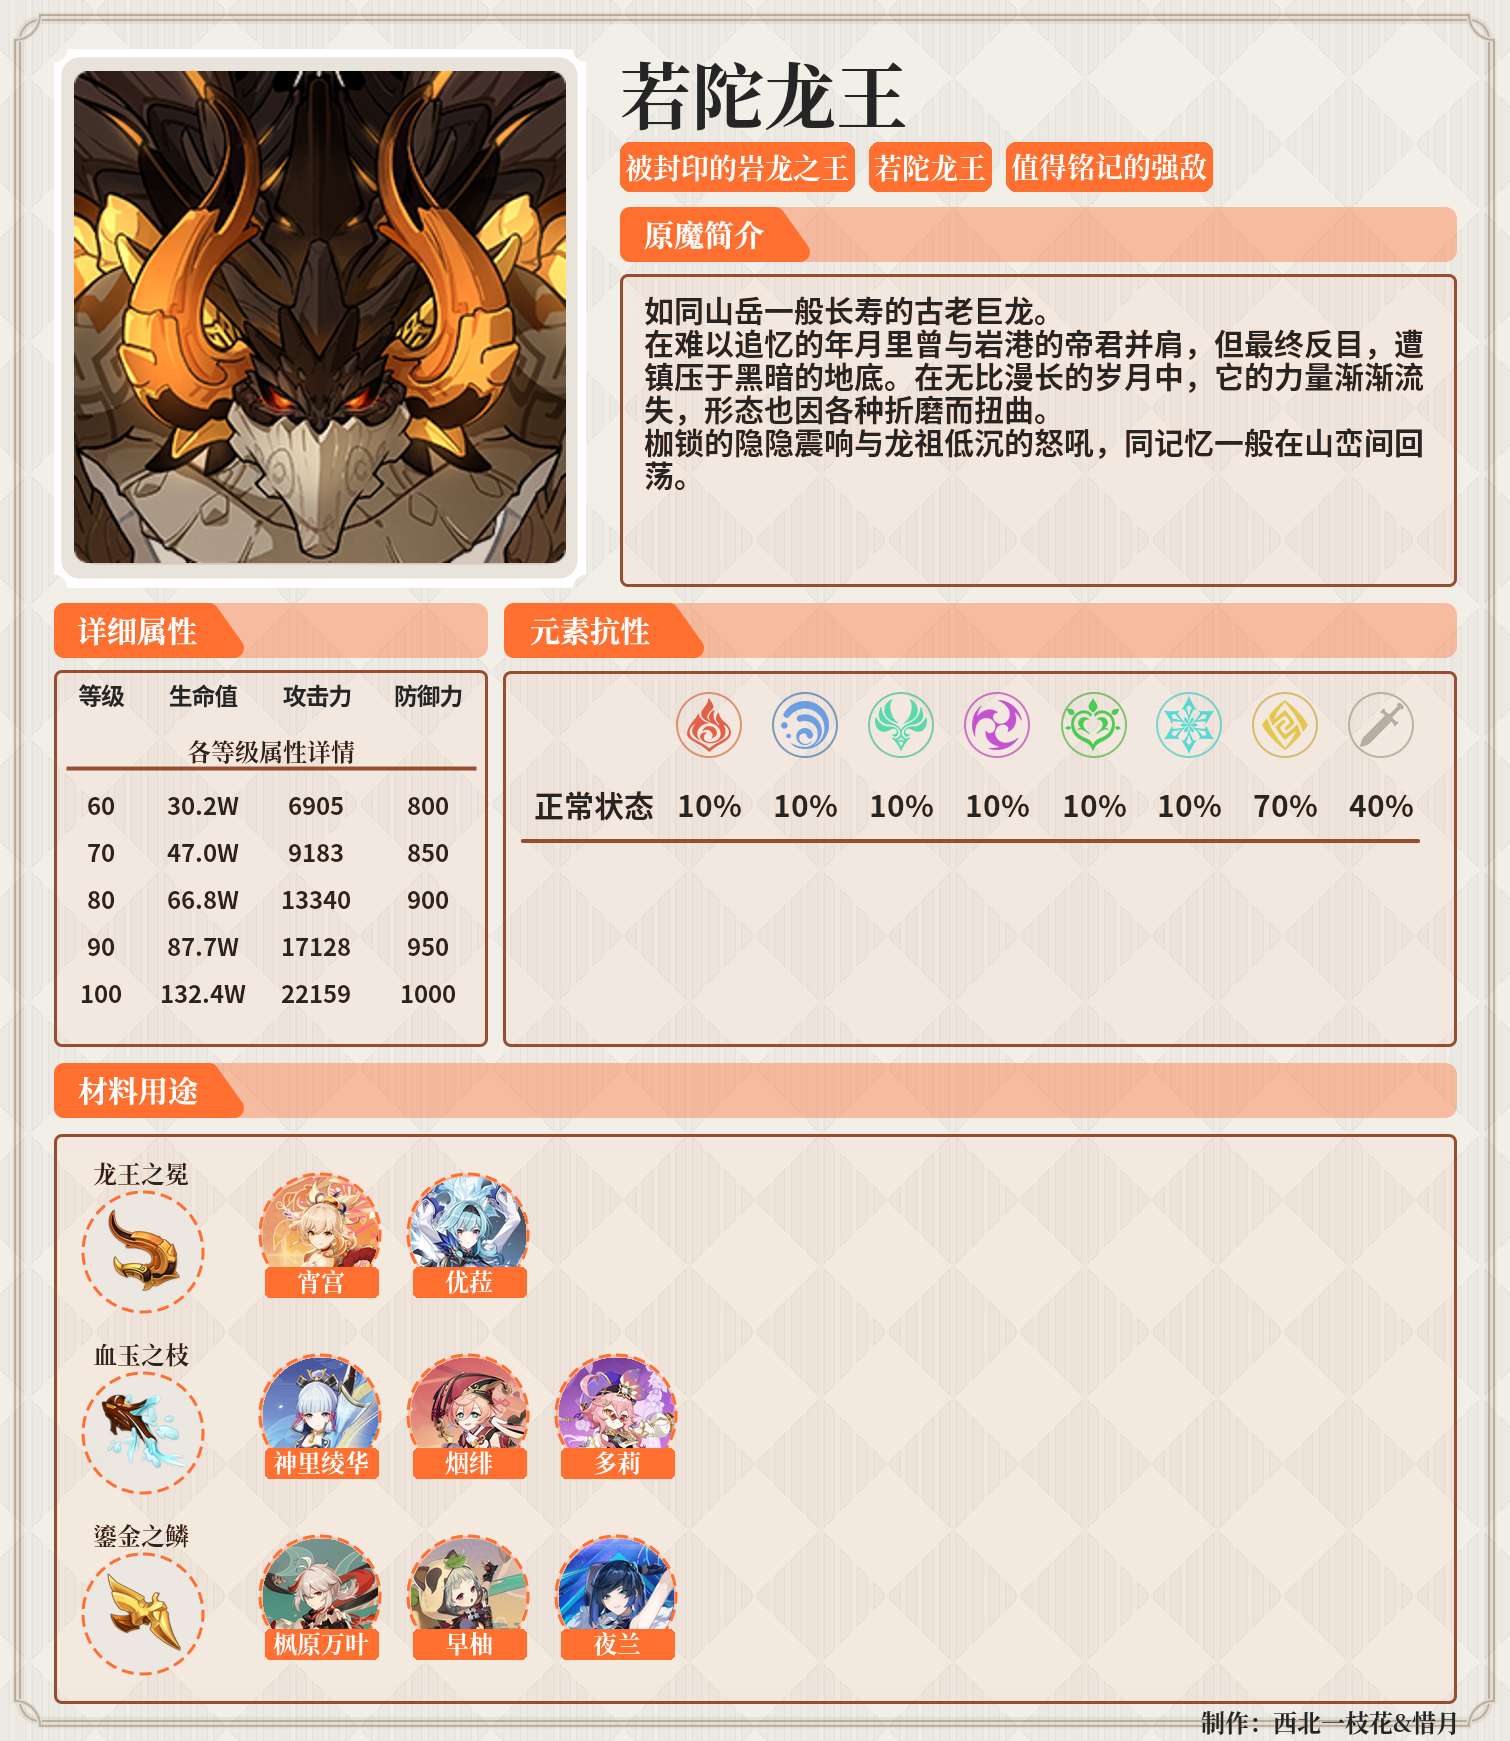 若陀龙王
被封印的岩龙之王 若陀龙王 值得铭记的强敌
原魔简介
如同山岳一般长寿的古老巨龙。
在难以追忆的年月里曾与岩港的帝君并肩，但最终反目，遭
镇压于黑暗的地底。在无比漫长的岁月中，它的力量渐渐流
失，形态也因各种折磨而扭曲。
枷锁的隐隐震响与龙祖低沉的怒吼，同记忆一般在山峦间回
荡。
详细属性
等级 生命值 攻击力 防御力
各等级属性详情
60 30.2W 6905 800
70 47.0W 9183 850
80 66.8W 13340 900
90 87.7W 17128 950
100 132.4W 22159 1000
元素抗性
正常状态 10% 10% 10% 10% 10% 10% 70% 40%
材料用途
龙王之冕
宵宫 优菈
血玉之枝
神里绫华 烟绯 多莉
鎏金之鳞
枫原万叶 早柚 夜兰
制作：西北一枝花&惜月